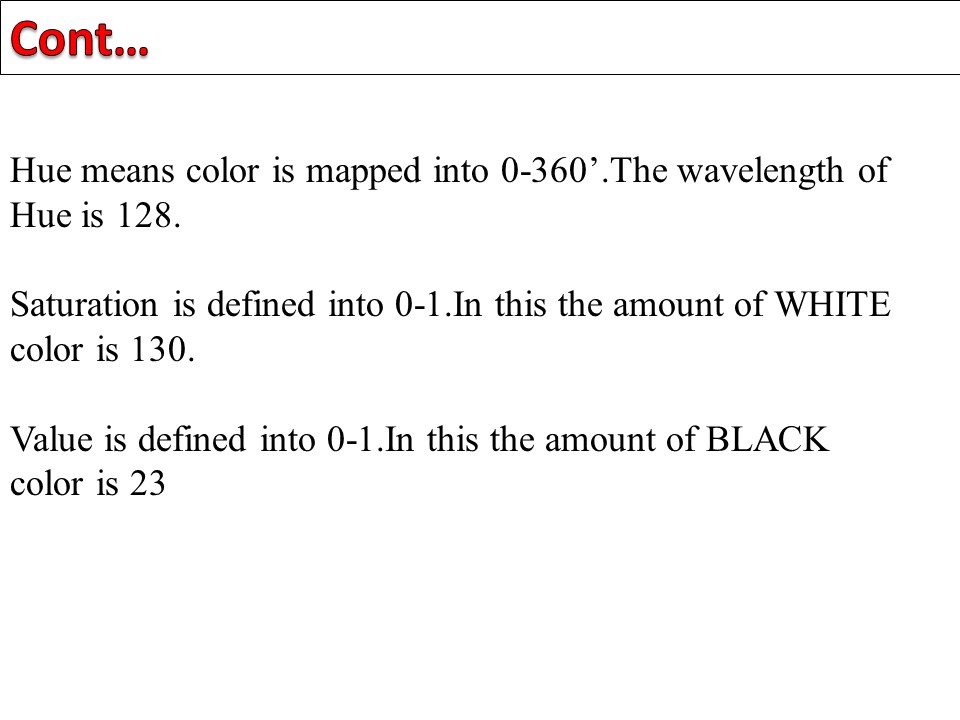 Cont…
Hue means color is mapped into 0-360’.The wavelength of
Hue is 128.
Saturation is defined into 0-1.In this the amount of WHITE
color is 130.
Value is defined into 0-1.In this the amount of BLACK
color is 23